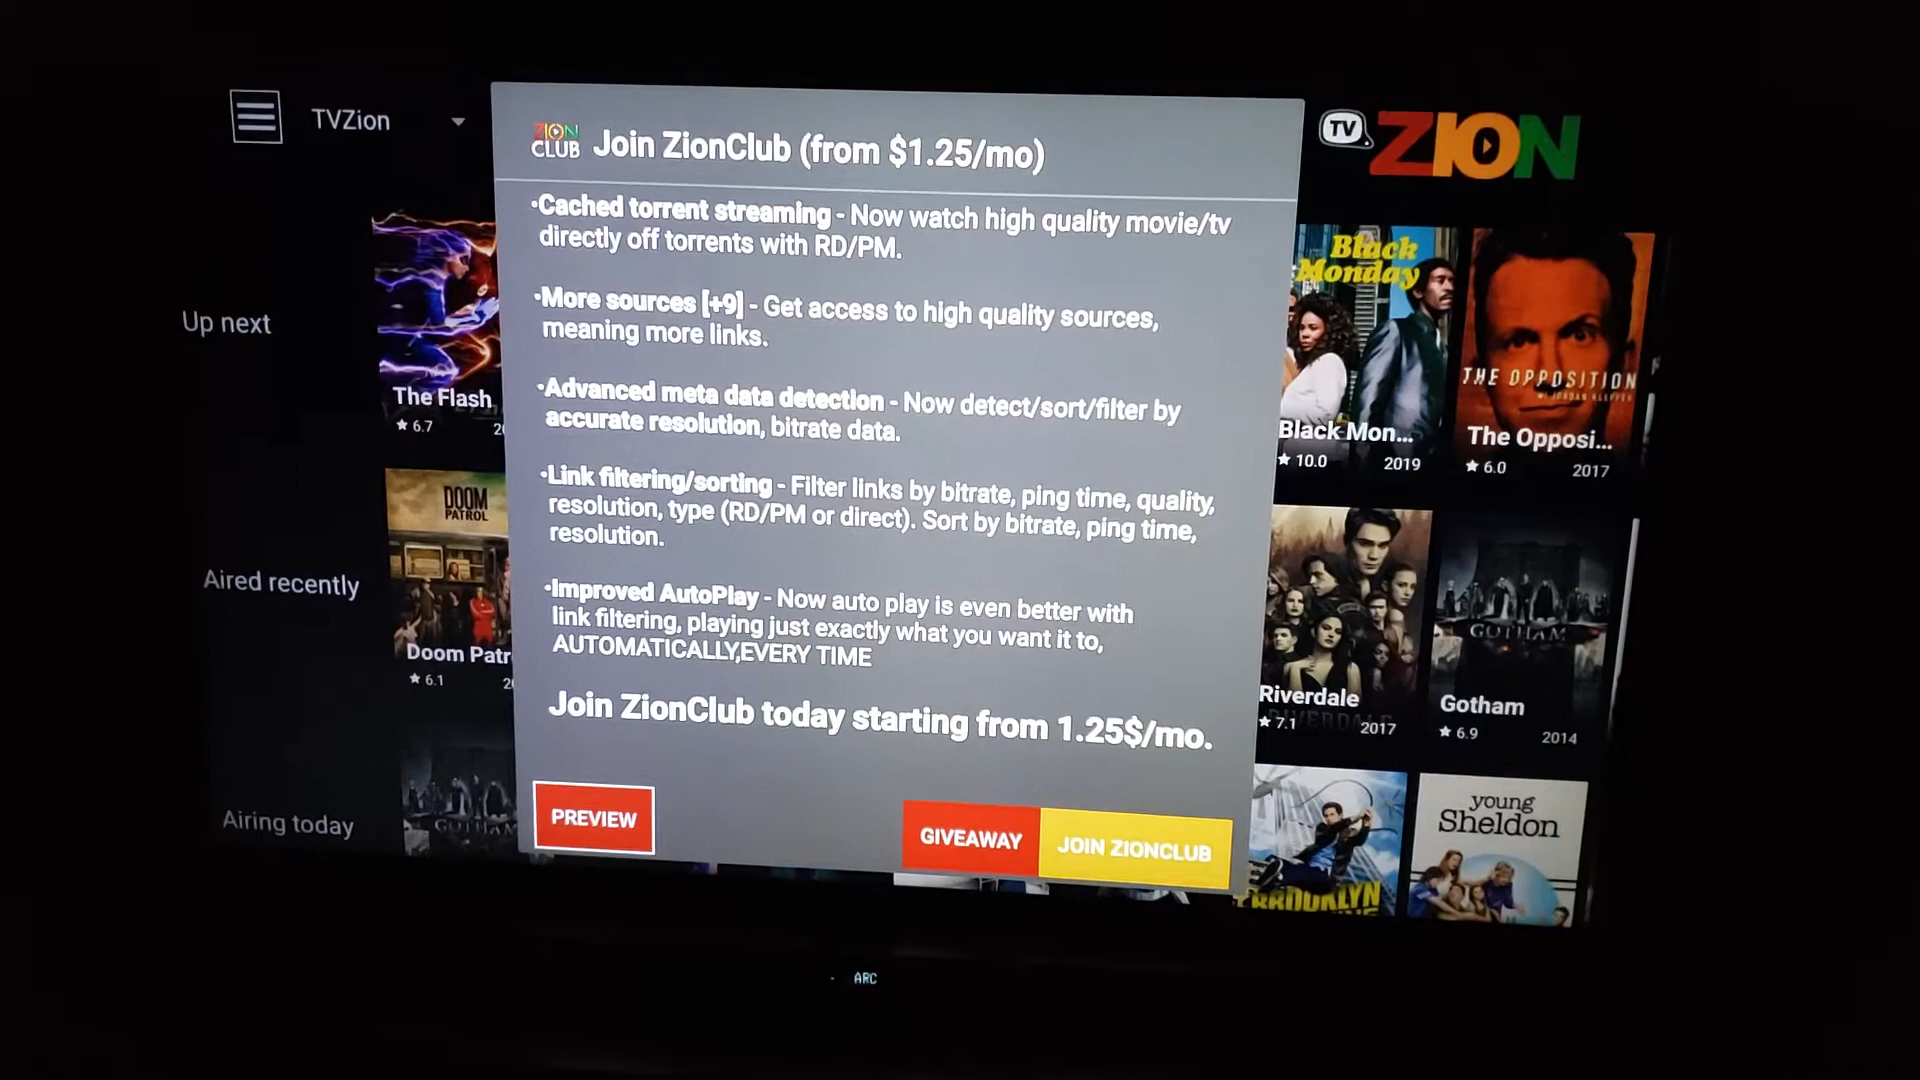 TVZion
TV ZION
ZION
CLUB
Join ZionClub (from $1.25/mo)
•Cached torrent streaming - Now watch high quality movie/tv
directly off torrents with RD/PM.
•More sources [+9] - Get access to high quality sources,
meaning more links.
•Advanced meta data detection - Now detect/sort/filter by
accurate resolution, bitrate data.
•Link filtering/sorting - Filter links by bitrate, ping time, quality,
resolution, type (RD/PM or direct). Sort by bitrate, ping time,
resolution.
•Improved AutoPlay - Now auto play is even better with
link filtering, playing just exactly what you want it to,
AUTOMATICALLY,EVERY TIME
Join ZionClub today starting from 1.25$/mo.
PREVIEW
GIVEAWAY
JOIN ZIONCLUB
Up next
The Flash
★ 6.7
Black
Monday
Black Mon...
★ 10.0 2019
THE OPPOSITION
W/ JORDAN KLEPPER
The Opposi...
★ 6.0 2017
Aired recently
DOOM
PATROL
Doom Patr
★ 6.1
Riverdale
★ 7.1 2017
RIVERDALE
GOTHAM
Gotham
★ 6.9 2014
Airing today
GOTHAM
BROOKLYN
young
Sheldon
ARC